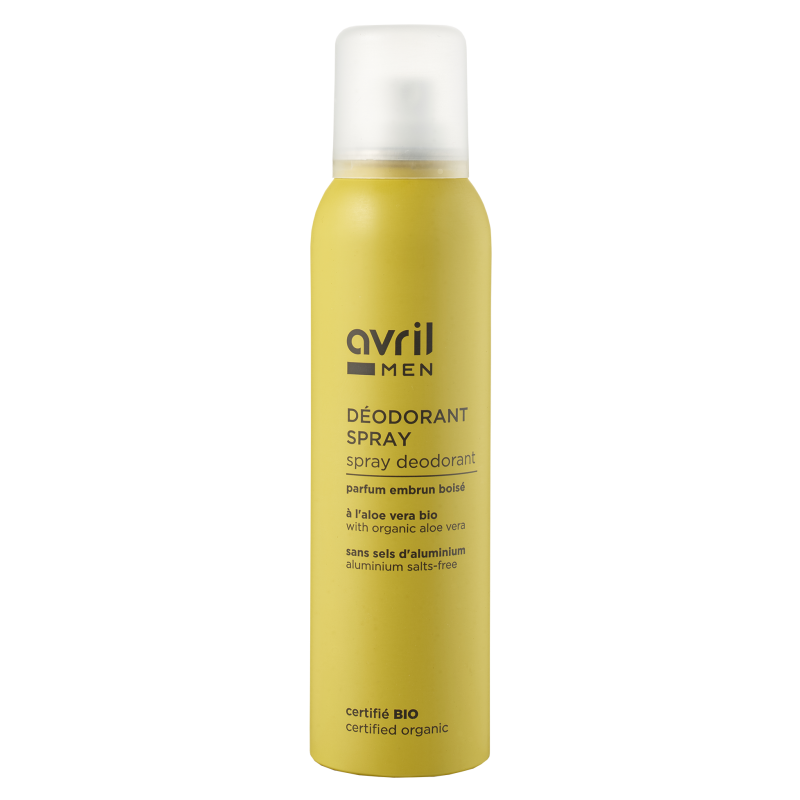 avril
MEN
DÉODORANT
SPRAY
spray deodorant
parfum embrun boisé
à l'aloe vera bio
with organic aloe vera
sans sels d'aluminium
aluminium salts-free
certifié BIO
certified organic